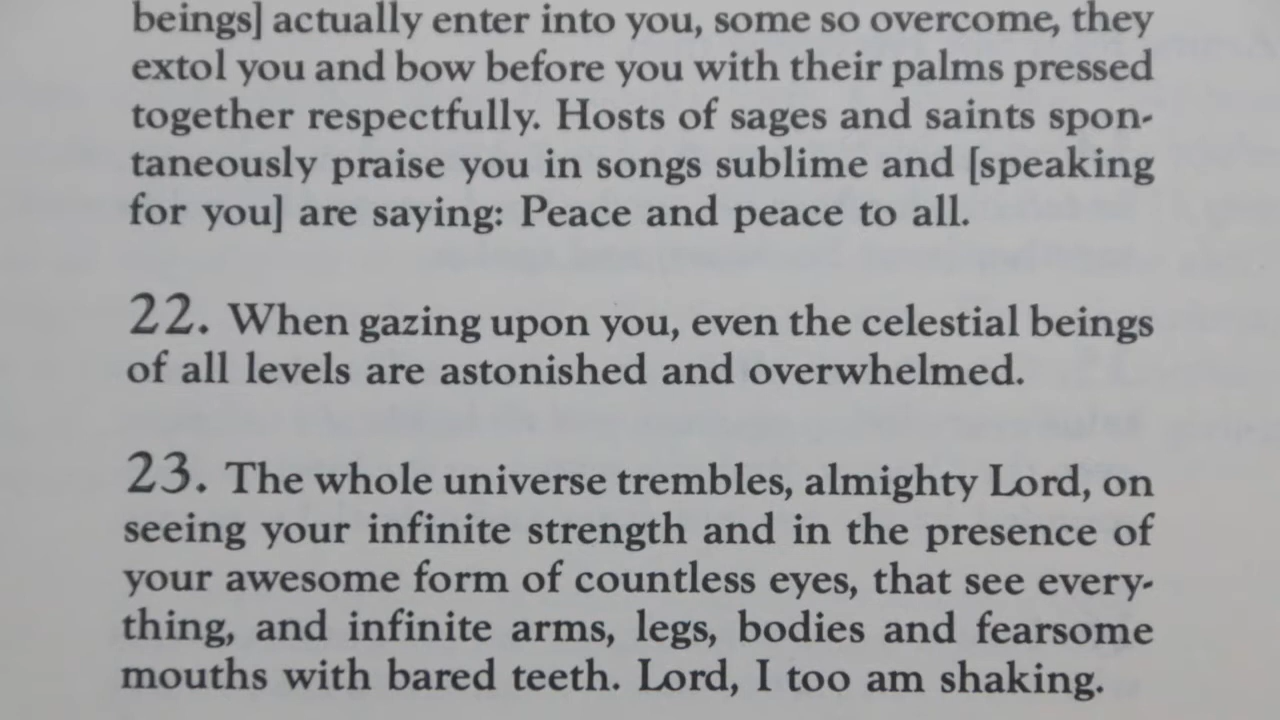 beings] actually enter into you, some so overcome, they
extol you and bow before you with their palms pressed
together respectfully. Hosts of sages and saints spon-
taneously praise you in songs sublime and [speaking
for you] are saying: Peace and peace to all.
22. When gazing upon you, even the celestial beings
of all levels are astonished and overwhelmed.
23. The whole universe trembles, almighty Lord, on
seeing your infinite strength and in the presence of
your awesome form of countless eyes, that see every-
thing, and infinite arms, legs, bodies and fearsome
mouths with bared teeth. Lord, I too am shaking.